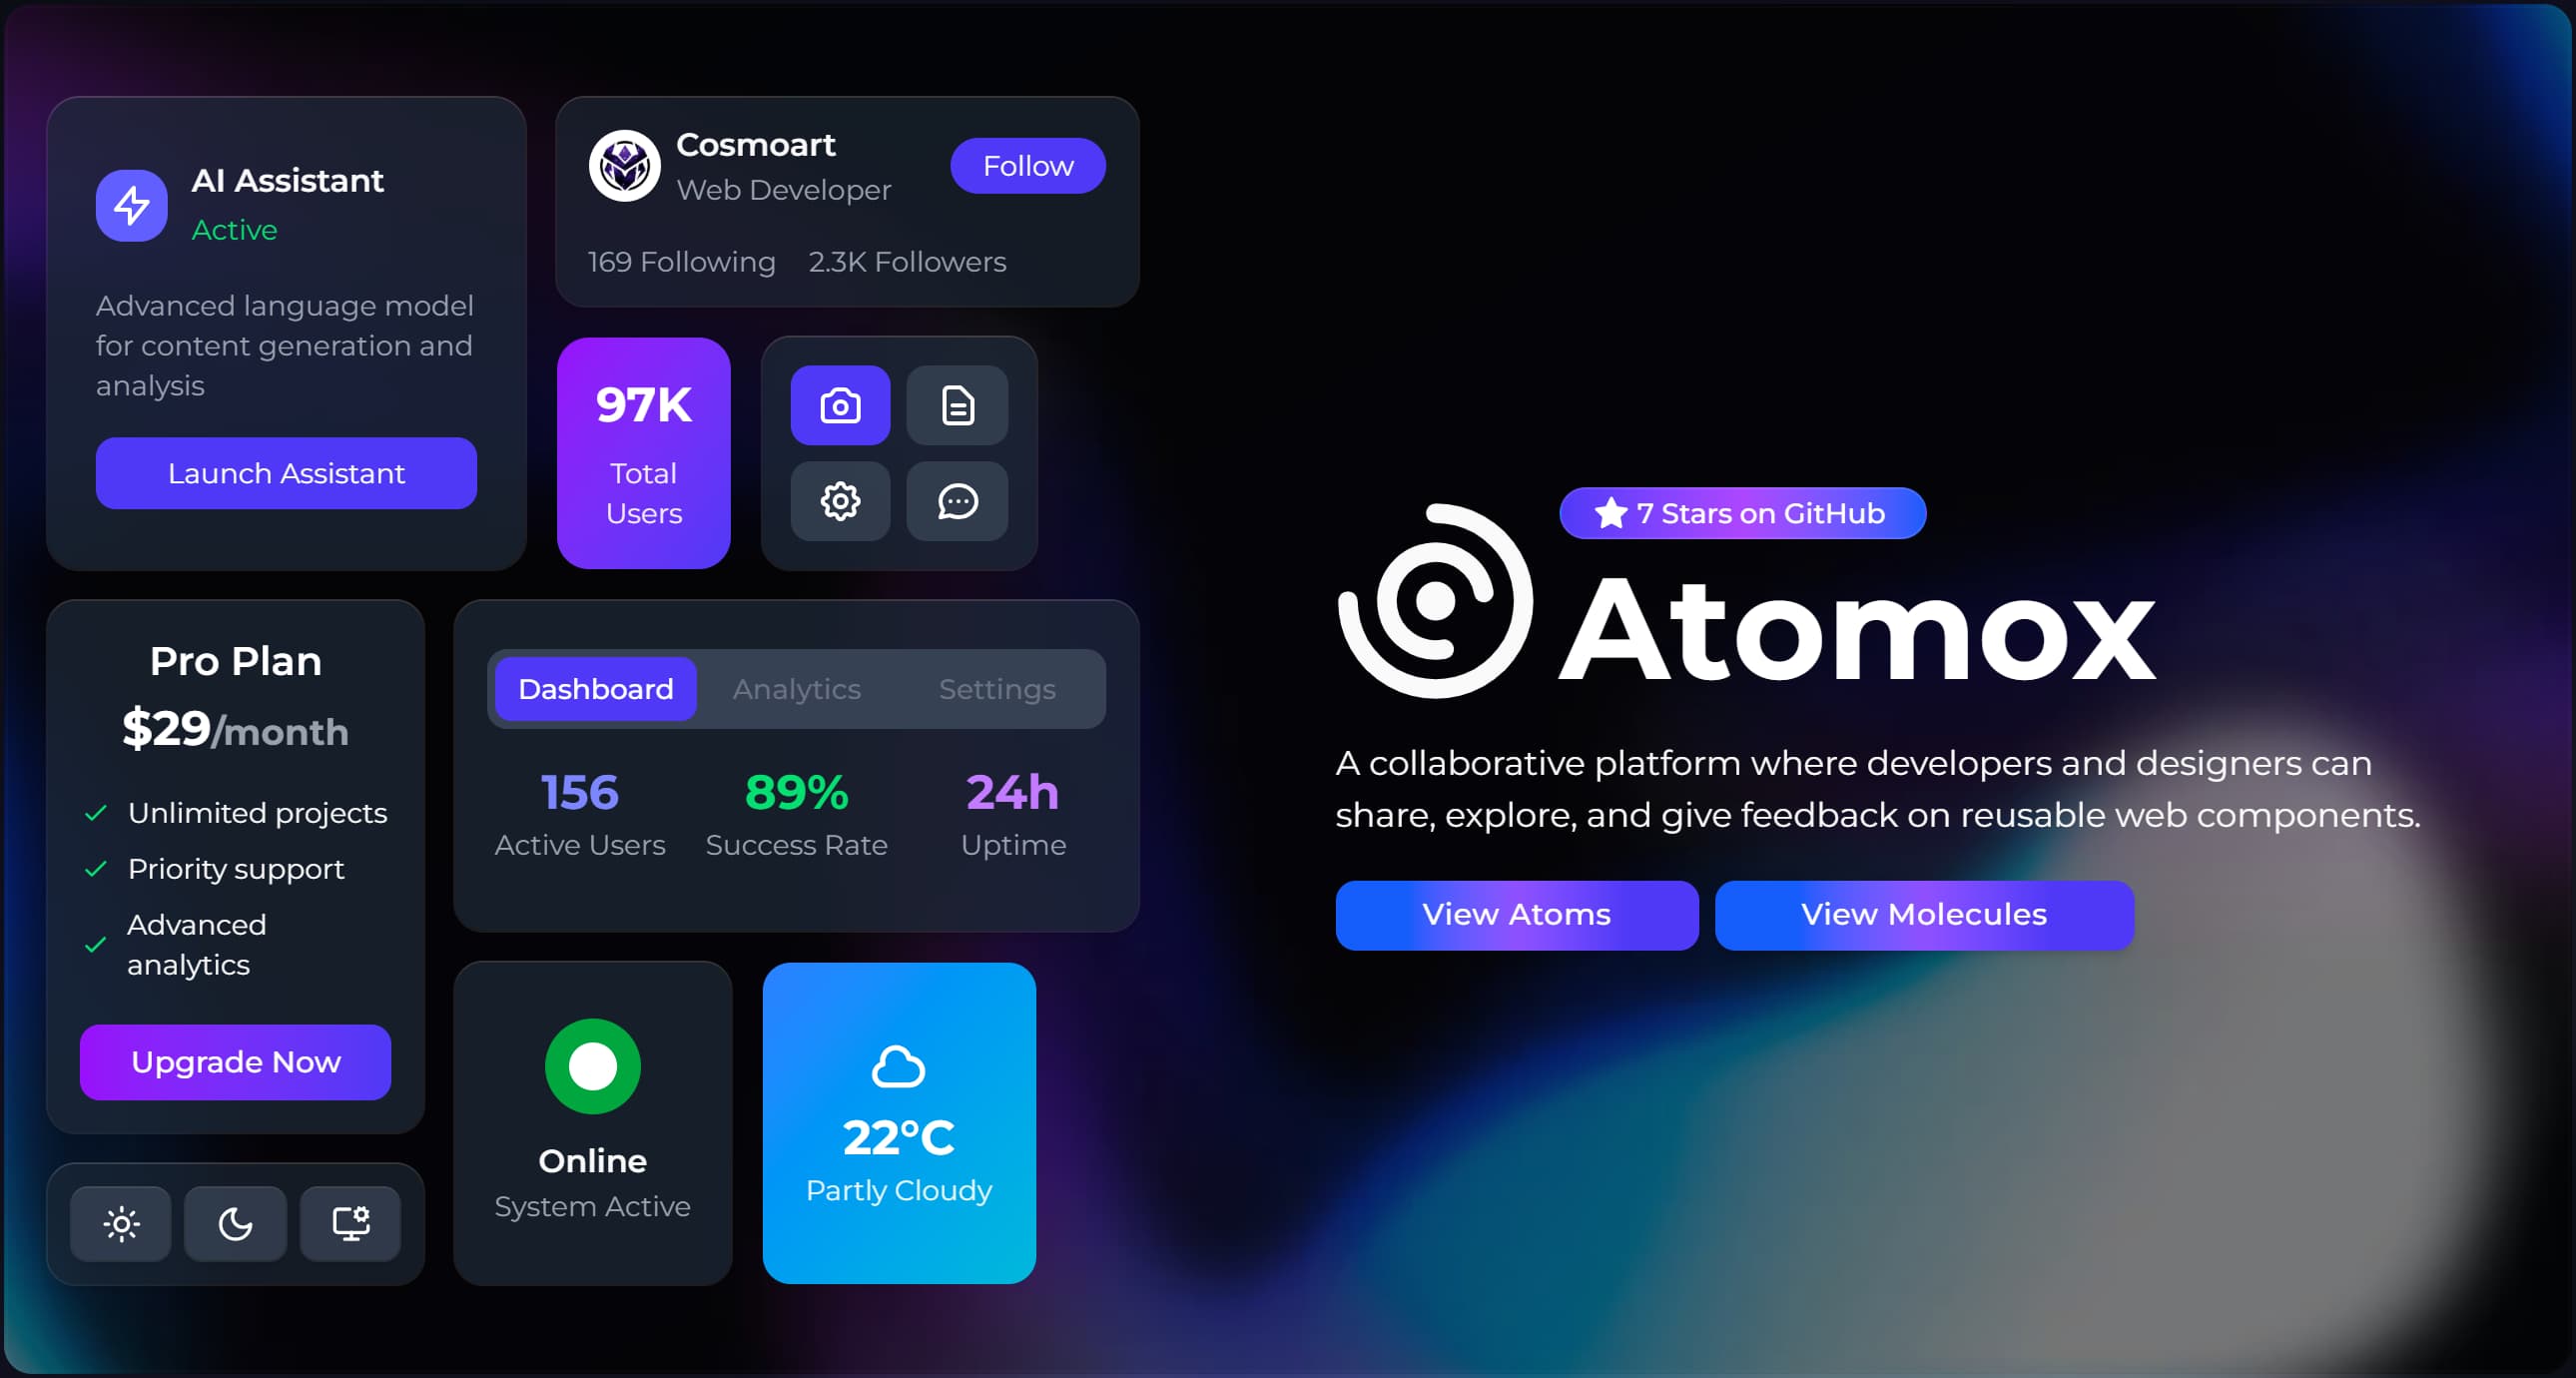 AI Assistant
Active
Advanced language model
for content generation and
analysis
Launch Assistant
Cosmoart
Web Developer
Follow
169 Following 2.3K Followers
97K
Total
Users
Pro Plan
$29/month
Unlimited projects
Priority support
Advanced
analytics
Upgrade Now
Dashboard Analytics Settings
156 89% 24h
Active Users Success Rate Uptime
Online
System Active
22°C
Partly Cloudy
7 Stars on GitHub
Atomox
A collaborative platform where developers and designers can
share, explore, and give feedback on reusable web components.
View Atoms View Molecules